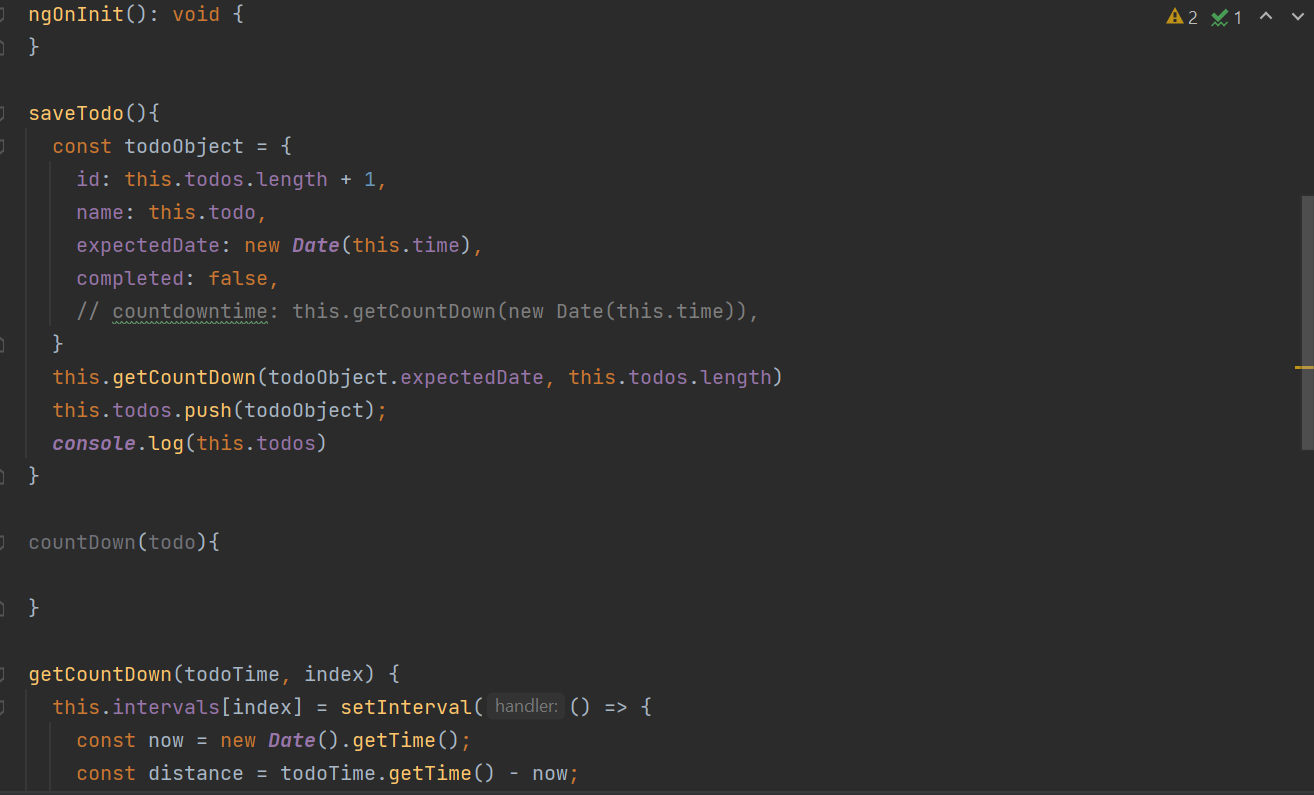 ngOnInit(): void {
2 1
}
saveTodo(){
const todoObject = {
id: this.todos.length + 1,
name: this.todo,
expectedDate: new Date(this.time),
completed: false,
// countdowntime: this.getCountDown(new Date(this.time)),
}
this.getCountDown(todoObject.expectedDate, this.todos.length)
this.todos.push(todoObject);
console.log(this.todos)
}
countDown(todo){
}
getCountDown(todoTime, index) {
this.intervals[index] = setInterval( handler: () => {
const now = new Date().getTime();
const distance = todoTime.getTime() - now;